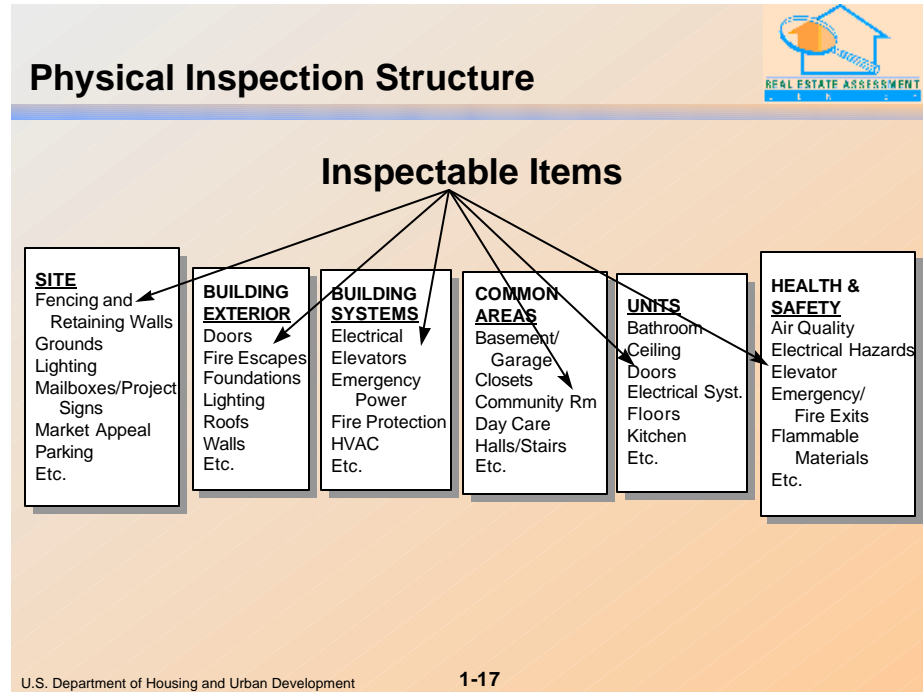 Physical Inspection Structure
REAL ESTATE ASSESSMENT
Inspectable Items
SITE
Fencing and
Retaining Walls
Grounds
Lighting
Mailboxes/Project
Signs
Market Appeal
Parking
Etc.
BUILDING
EXTERIOR
Doors
Fire Escapes
Foundations
Lighting
Roofs
Walls
Etc.
BUILDING
SYSTEMS
Electrical
Elevators
Emergency
Power
Fire Protection
HVAC
Etc.
COMMON
AREAS
Basement/
Garage
Closets
Community Rm
Day Care
Halls/Stairs
Etc.
UNITS
Bathroom
Ceiling
Doors
Electrical Syst.
Floors
Kitchen
Etc.
HEALTH &
SAFETY
Air Quality
Electrical Hazards
Elevator
Emergency/
Fire Exits
Flammable
Materials
Etc.
U.S. Department of Housing and Urban Development
1-17